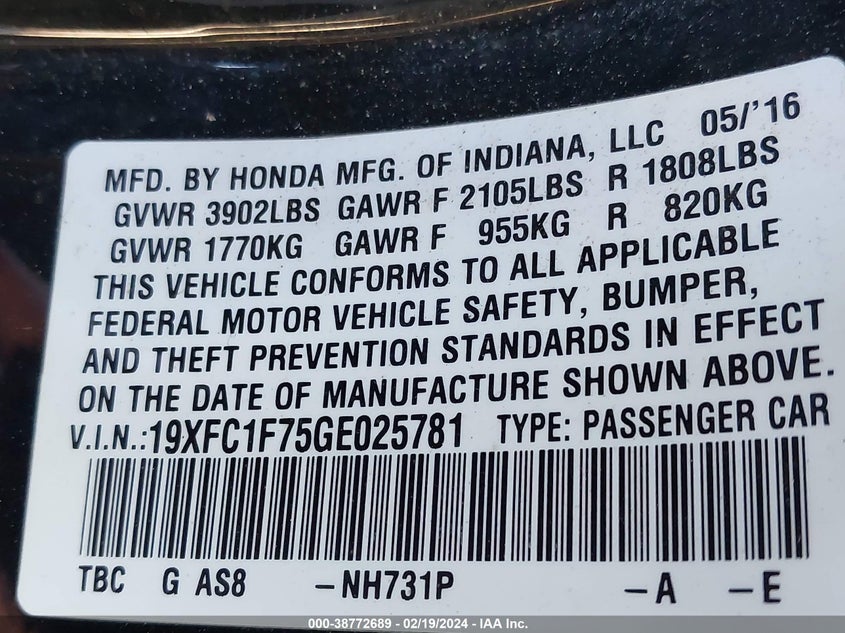 MFD. BY HONDA MFG. OF INDIANA, LLC 05/'16
GVWR 3902LBS GAWR F 2105LBS R 1808LBS
GVWR 1770KG GAWR F 955KG R 820KG
THIS VEHICLE CONFORMS TO ALL APPLICABLE
FEDERAL MOTOR VEHICLE SAFETY, BUMPER,
AND THEFT PREVENTION STANDARDS IN EFFECT
ON THE DATE OF MANUFACTURE SHOWN ABOVE.
V.I.N.:19XFC1F75GE025781 TYPE: PASSENGER CAR
TBC G AS8 -NH731P -A -E
000-38772689 - 02/19/2024 - IAA Inc.